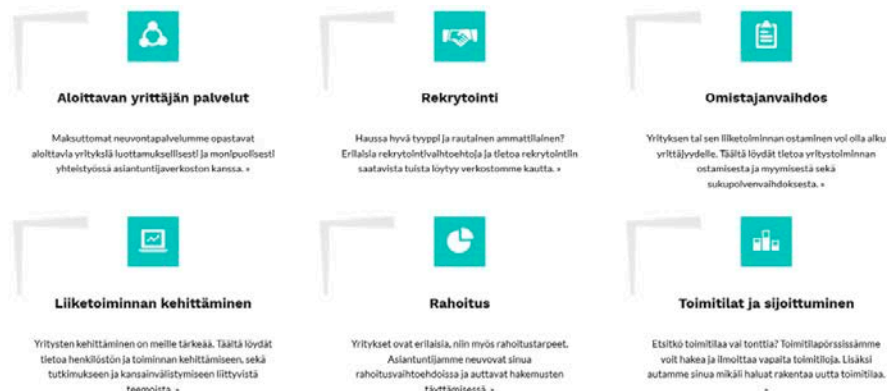 Aloittavan yrittäjän palvelut
Maksuttomat neuvontapalvelumme opastavat
aloittavia yrityksiä luottamuksellisesti ja monipuolisesti
yhteistyössä asiantuntijaverkoston kanssa. »
Rekrytointi
Haussa hyvä tyyppi ja rautainen ammattilainen?
Erilaisia rekrytointivaihtoehtoja ja tietoa rekrytointiin
saatavista tuista löytyy verkostomme kautta. »
Omistajanvaihdos
Yrityksen tai sen liiketoiminnan ostaminen voi olla alku
yrittäjyydelle. Täältä löydät tietoa yritystoiminnan
ostamisesta ja myymisestä sekä
sukupolvenvaihdoksesta. »
Liiketoiminnan kehittäminen
Yritysten kehittäminen on meille tärkeää. Täältä löydät
tietoa henkilöstön ja toiminnan kehittämiseen, sekä
tutkimukseen ja kansainvälistymiseen liittyvistä
teemoista. »
Rahoitus
Yritykset ovat erilaisia, niin myös rahoitustarpeet.
Asiantuntijamme neuvovat sinua
rahoitusvaihtoehdoissa ja auttavat hakemusten
täyttämisessä. »
Toimitilat ja sijoittuminen
Etsitkö toimitilaa vai tonttia? Toimitilapörssissämme
voit hakea ja ilmoittaa vapaita toimitiloja. Lisäksi
autamme sinua mikäli haluat rakentaa uutta toimitilaa.
»